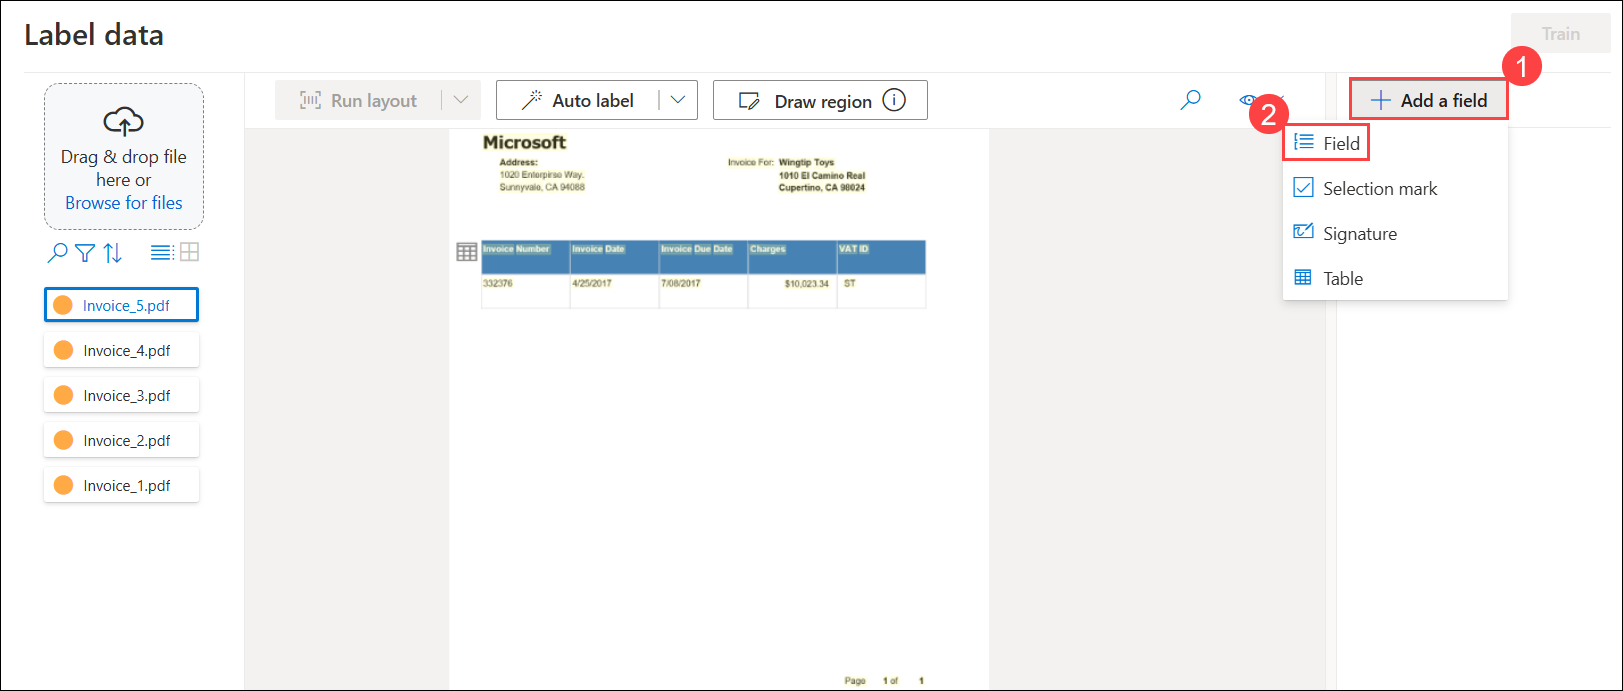 Label data
Train
Drag & drop file
here or
Browse for files
Run layout
Auto label
Draw region
1
Add a field
2
Field
Selection mark
Signature
Table
Invoice_5.pdf
Invoice_4.pdf
Invoice_3.pdf
Invoice_2.pdf
Invoice_1.pdf
Microsoft
Address:
1020 Enterprise Way.
Sunnyvale, CA 94088
Invoice For: Wingtip Toys
1010 El Camino Real
Cupertino, CA 98024
Invoice Number Invoice Date Invoice Due Date Charges VAT ID
332376 4/25/2017 7/08/2017 $10,023.34 ST
Page 1 of 1